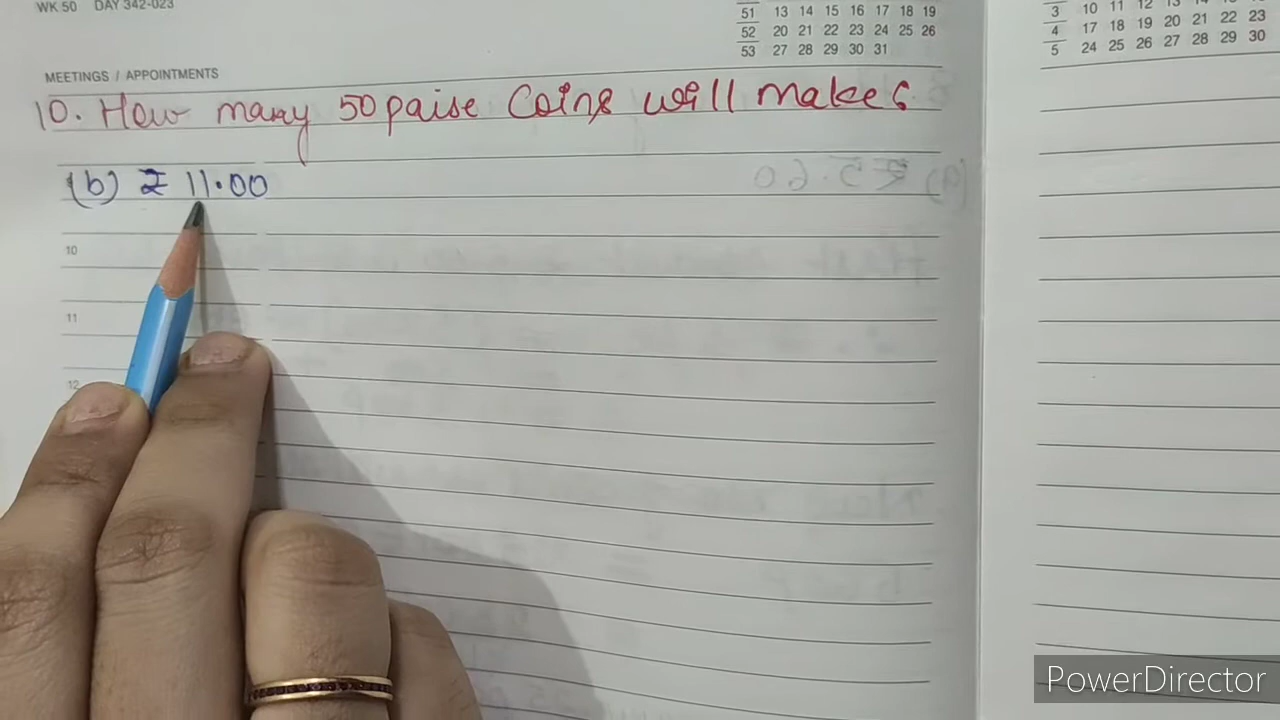 WK 50 DAY 342-023
51 13 14 15 16 17 18 19
52 20 21 22 23 24 25 26
53 27 28 29 30 31
3 10 11 12 13
4 17 18 19 20 21 22 23
5 24 25 26 27 28 29 30
MEETINGS / APPOINTMENTS
10. How many 50 paise Coins will makes
(b) ₹ 11.00
10
11
12
PowerDirector